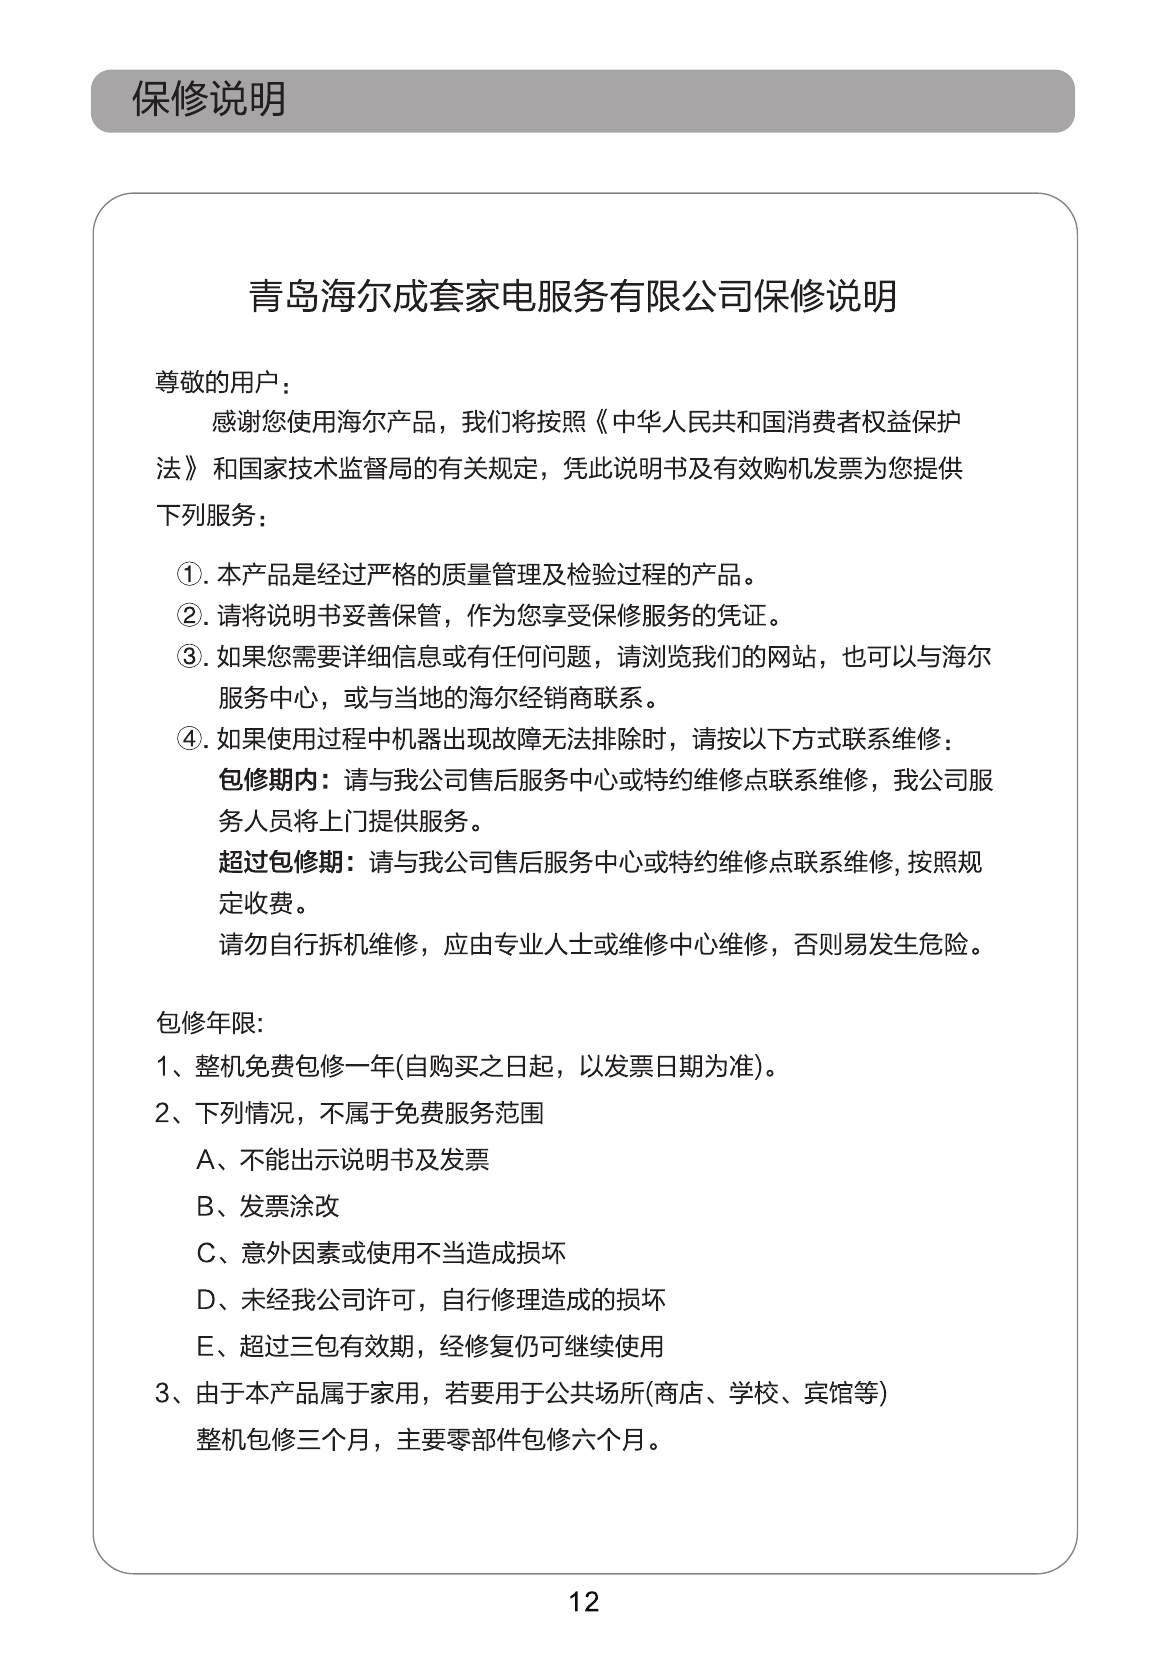 保修说明
青岛海尔成套家电服务有限公司保修说明
尊敬的用户：
感谢您使用海尔产品，我们将按照《中华人民共和国消费者权益保护
法》和国家技术监督局的有关规定，凭此说明书及有效购机发票为您提供
下列服务：
①. 本产品是经过严格的质量管理及检验过程的产品。
②. 请将说明书妥善保管，作为您享受保修服务的凭证。
③. 如果您需要详细信息或有任何问题，请浏览我们的网站，也可以与海尔
服务中心，或与当地的海尔经销商联系。
④. 如果使用过程中机器出现故障无法排除时，请按以下方式联系维修：
包修期内：请与我公司售后服务中心或特约维修点联系维修，我公司服
务人员将上门提供服务。
超过包修期：请与我公司售后服务中心或特约维修点联系维修, 按照规
定收费。
请勿自行拆机维修，应由专业人士或维修中心维修，否则易发生危险。
包修年限:
1、整机免费包修一年(自购买之日起，以发票日期为准)。
2、下列情况，不属于免费服务范围
A、不能出示说明书及发票
B、发票涂改
C、意外因素或使用不当造成损坏
D、未经我公司许可，自行修理造成的损坏
E、超过三包有效期，经修复仍可继续使用
3、由于本产品属于家用，若要用于公共场所(商店、学校、宾馆等)
整机包修三个月，主要零部件包修六个月。
12